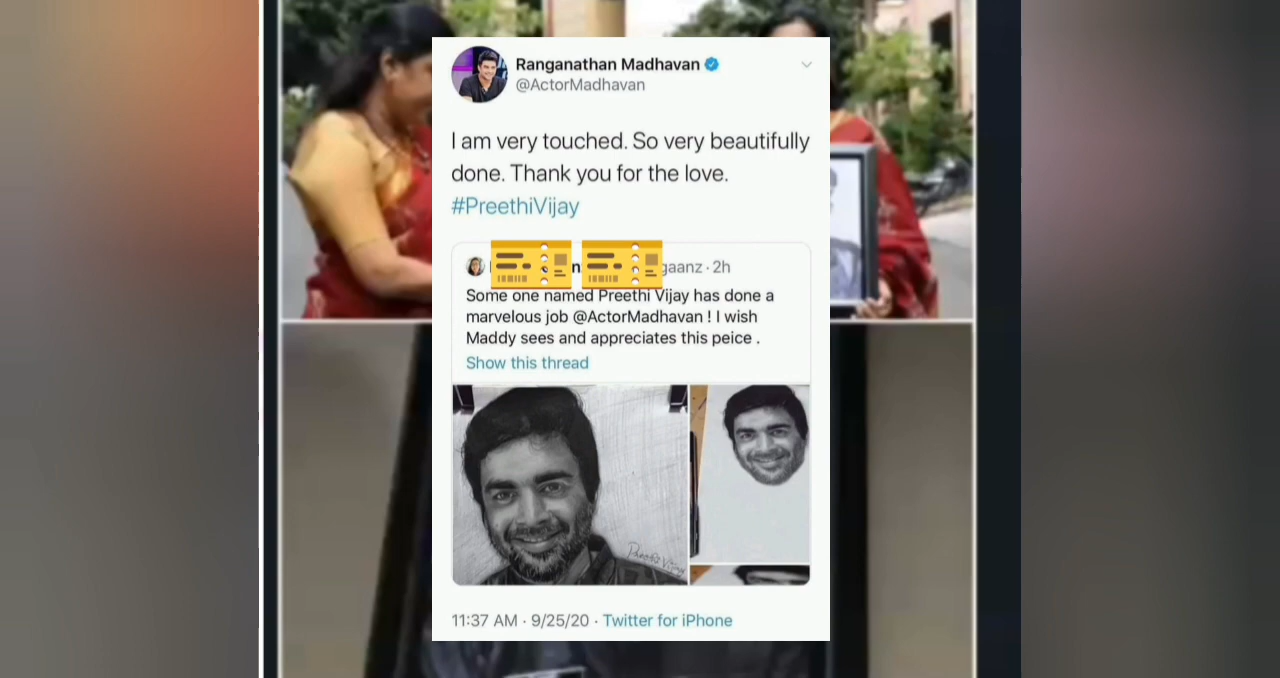 Ranganathan Madhavan
@ActorMadhavan
I am very touched. So very beautifully
done. Thank you for the love.
#PreethiVijay
gaanz · 2h
Some one named Preethi Vijay has done a
marvelous job @ActorMadhavan ! I wish
Maddy sees and appreciates this peice .
Show this thread
Preethi Vijay
11:37 AM · 9/25/20 · Twitter for iPhone